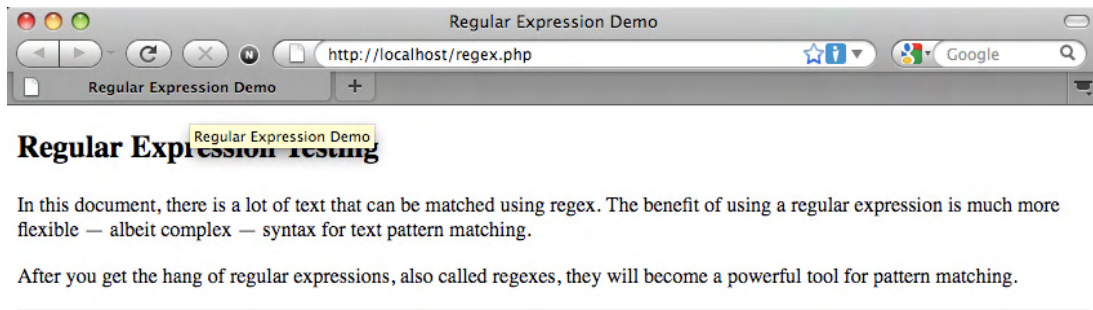 Regular Expression Demo
http://localhost/regex.php
Google
Regular Expression Demo
Regular Expression Demo
Regular Testing
In this document, there is a lot of text that can be matched using regex. The benefit of using a regular expression is much more
flexible — albeit complex — syntax for text pattern matching.
After you get the hang of regular expressions, also called regexes, they will become a powerful tool for pattern matching.